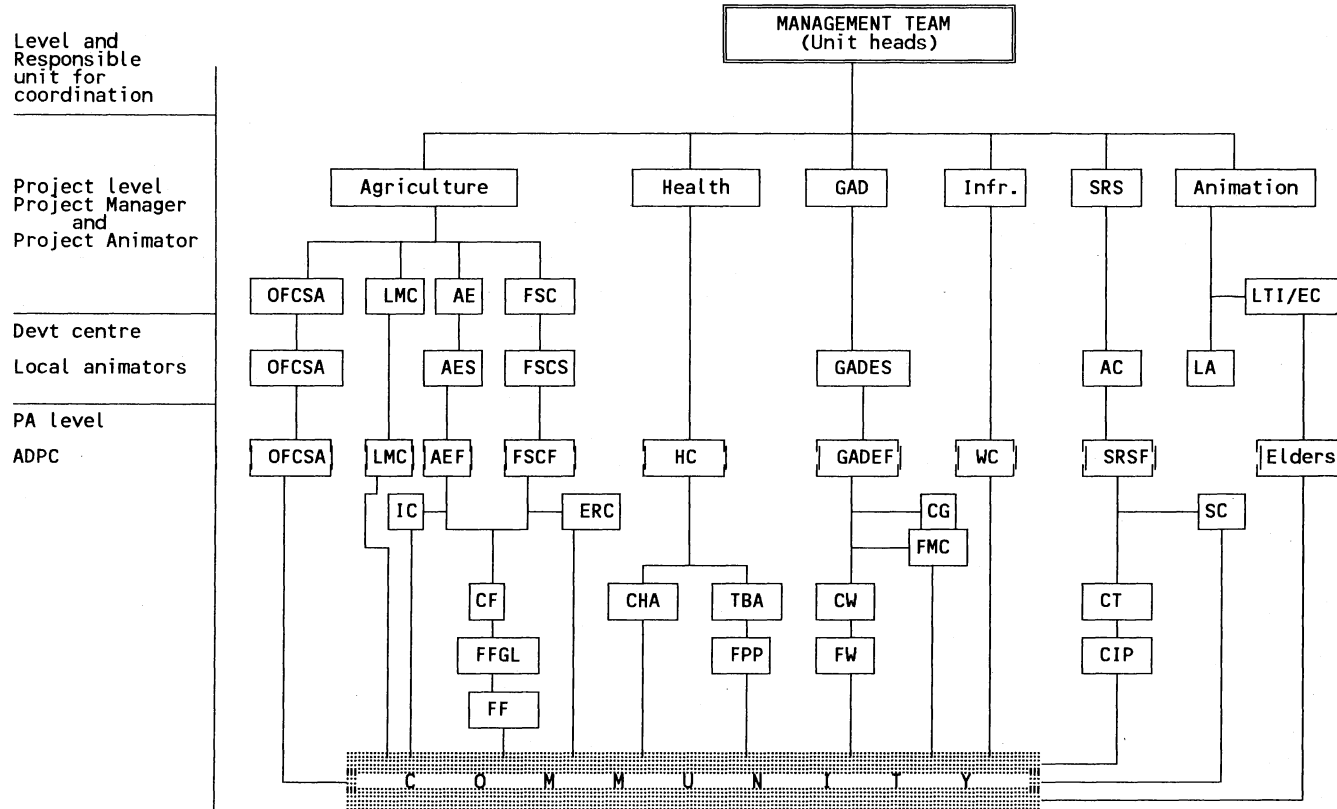 MANAGEMENT TEAM
(Unit heads)
Level and
Responsible
unit for
coordination
Project level
Project Manager
and
Project Animator
Agriculture Health GAD Infr. SRS Animation
OFCSA LMC AE FSC LTI/EC
Devt centre
Local animators
OFCSA AES FSCS GADES AC LA
PA level
ADPC
OFCSA LMC AEF FSCF HC GADEF WC SRSF Elders
IC ERC CG SC
FMC
CF CHA TBA CW CT
FFGL FPP FW CIP
FF
C O M M U N I T Y